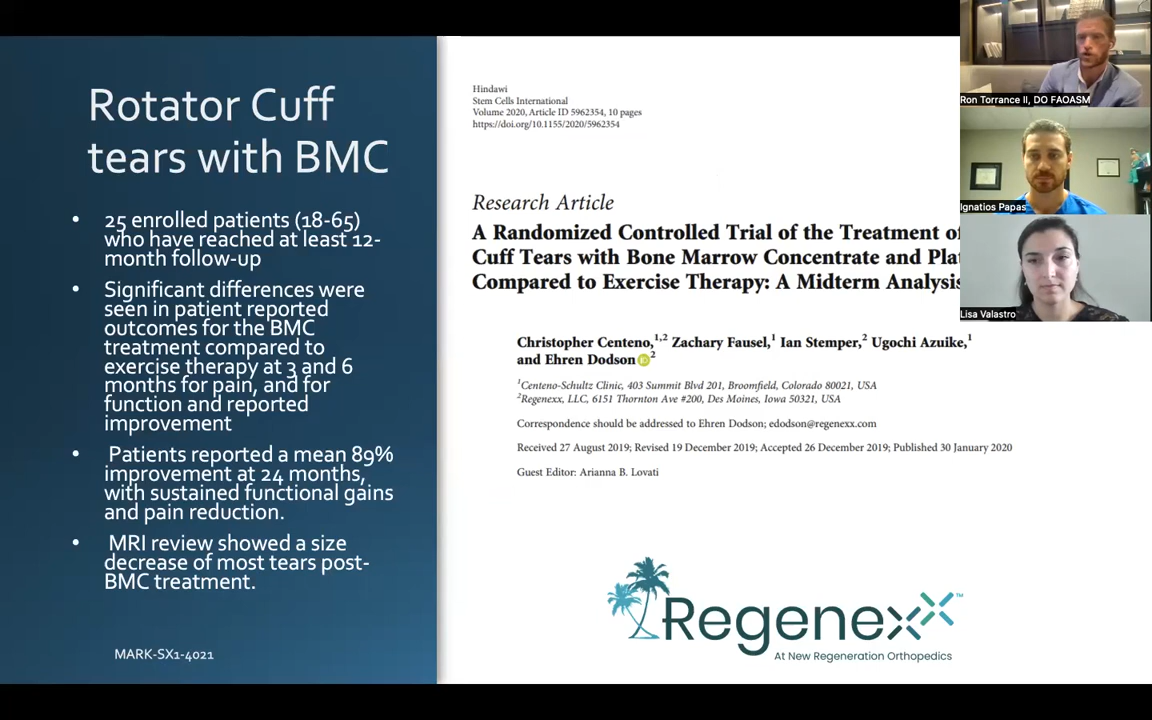 Rotator Cuff
tears with BMC
• 25 enrolled patients (18-65)
who have reached at least 12-
month follow-up
• Significant differences were
seen in patient reported
outcomes for the BMC
treatment compared to
exercise therapy at 3 and 6
months for pain, and for
function and reported
improvement
• Patients reported a mean 89%
improvement at 24 months,
with sustained functional gains
and pain reduction.
• MRI review showed a size
decrease of most tears post-
BMC treatment.
MARK-SX1-4021
Hindawi
Stem Cells International
Volume 2020, Article ID 5962354, 10 pages
https://doi.org/10.1155/2020/5962354
Research Article
A Randomized Controlled Trial of the Treatment of
Cuff Tears with Bone Marrow Concentrate and Pla
Compared to Exercise Therapy: A Midterm Analysis
Christopher Centeno,1,2 Zachary Fausel,1 Ian Stemper,2 Ugochi Azuike,1
and Ehren Dodson iD 2
1Centeno-Schultz Clinic, 403 Summit Blvd 201, Broomfield, Colorado 80021, USA
2Regenexx, LLC, 6151 Thornton Ave #200, Des Moines, Iowa 50321, USA
Correspondence should be addressed to Ehren Dodson; edodson@regenexx.com
Received 27 August 2019; Revised 19 December 2019; Accepted 26 December 2019; Published 30 January 2020
Guest Editor: Arianna B. Lovati
Regenexx™
At New Regeneration Orthopedics
Ron Torrance II, DO FAOASM
Ignatios Papas
Lisa Valastro